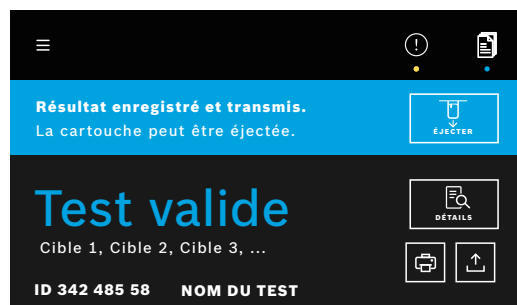 Résultat enregistré et transmis.
La cartouche peut être éjectée.
ÉJECTER
Test valide
Cible 1, Cible 2, Cible 3, ...
DÉTAILS
ID 342 485 58 NOM DU TEST